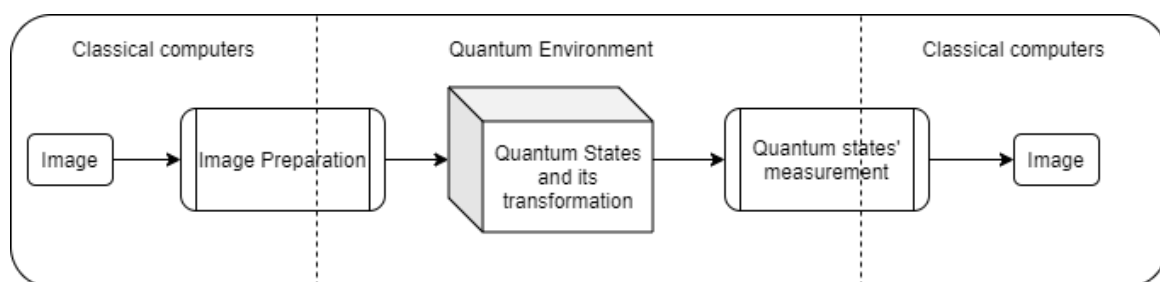 Classical computers
Quantum Environment
Classical computers
Image
Image Preparation
Quantum States
and its
transformation
Quantum states'
measurement
Image